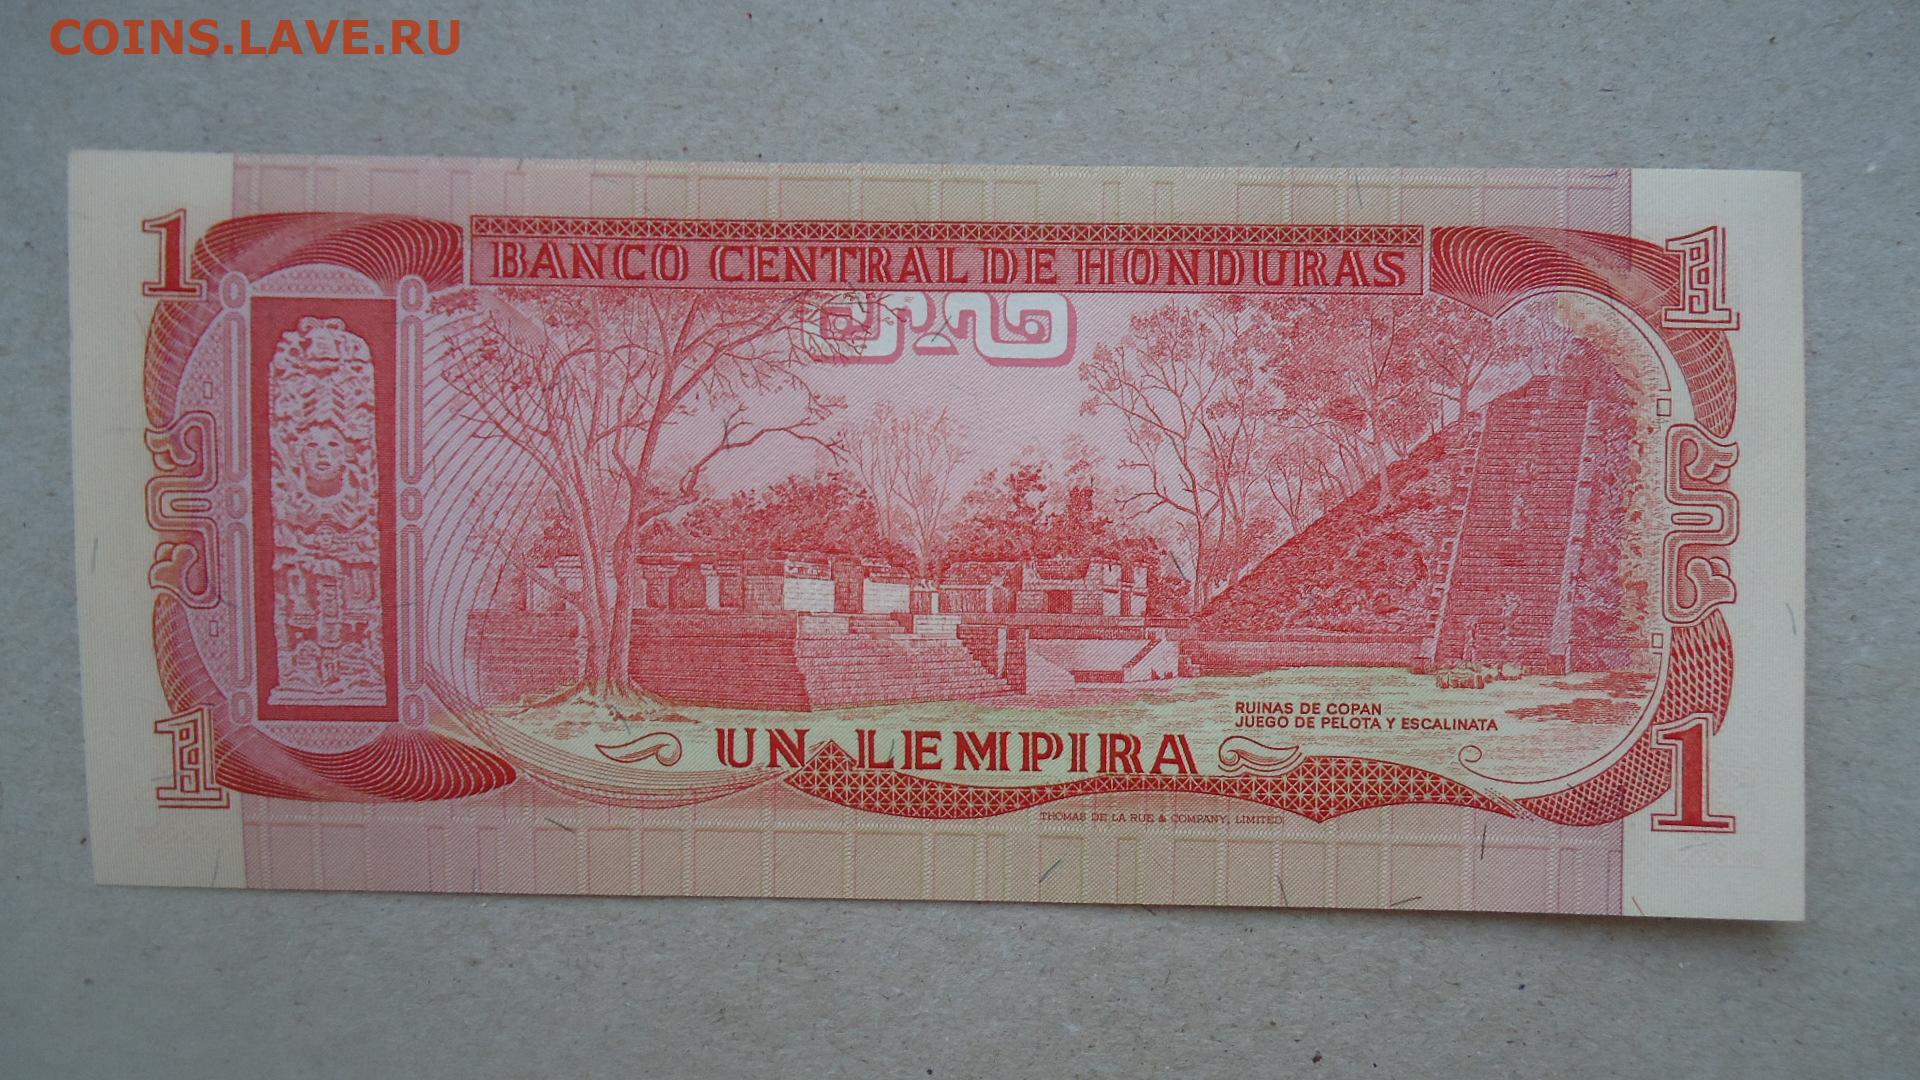 COINS.LAVE.RU
1
BANCO CENTRAL DE HONDURAS
1
RUINAS DE COPAN
JUEGO DE PELOTA Y ESCALINATA
1
UN LEMPIRA
1
THOMAS DE LA RUE & COMPANY, LIMITED